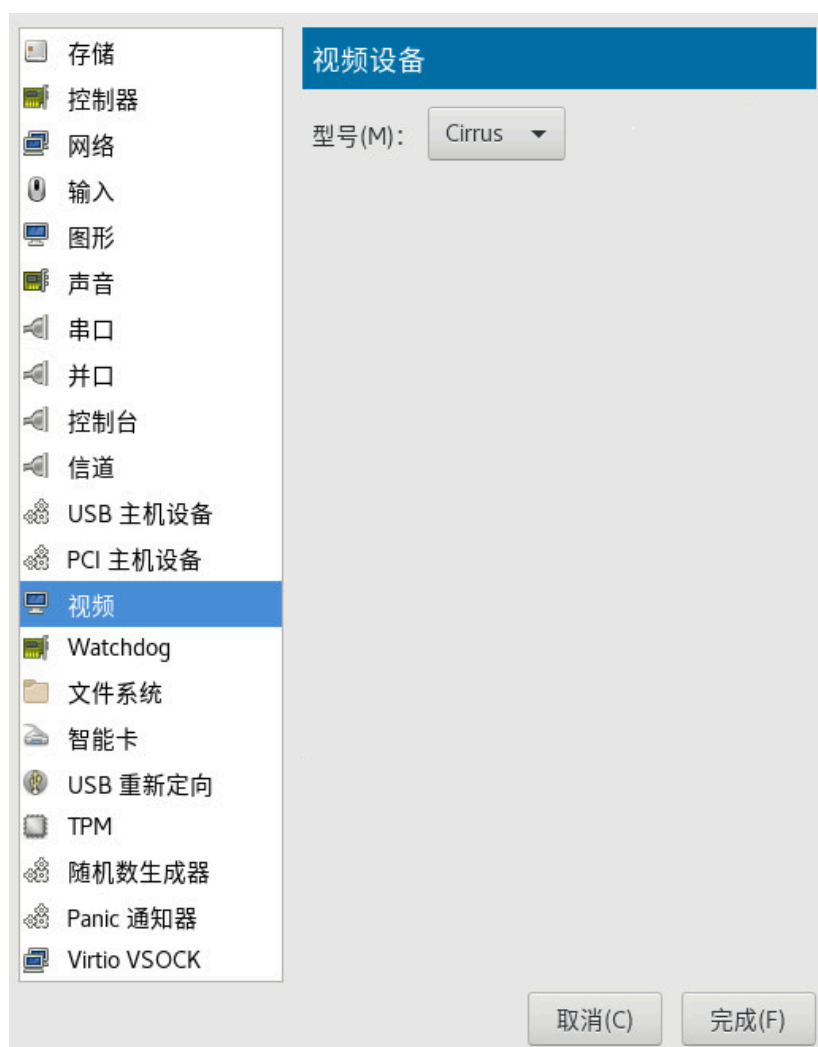 存储
控制器
网络
输入
图形
声音
串口
并口
控制台
信道
USB 主机设备
PCI 主机设备
视频
Watchdog
文件系统
智能卡
USB 重新定向
TPM
随机数生成器
Panic 通知器
Virtio VSOCK
视频设备
型号(M)： Cirrus
取消(C) 完成(F)